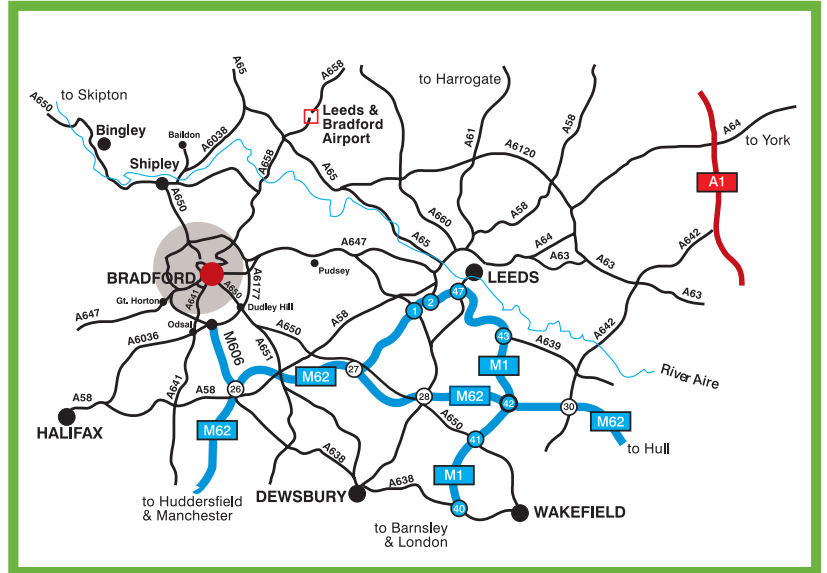 A65
A658
to Harrogate
to Skipton
A650
A58
Bingley
Baildon
A6038
Leeds &
Bradford
Airport
A61
A64
to York
Shipley
A658
A6120
A65
A1
A650
A660
A58
A642
A65
A64
A647
A63
A63
BRADFORD
A6177
Pudsey
LEEDS
A63
A650
A641
Gt. Horton
Dudley Hill
47
2
1
A647
Odsal
M606
A650
A58
A642
43
A6036
A651
A639
M1
River Aire
27
M62
A641
26
A58
28
M62
42
30
A58
A650
M62
HALIFAX
M62
41
to Hull
A638
M1
A638
DEWSBURY
40
WAKEFIELD
to Huddersfield
& Manchester
to Barnsley
& London